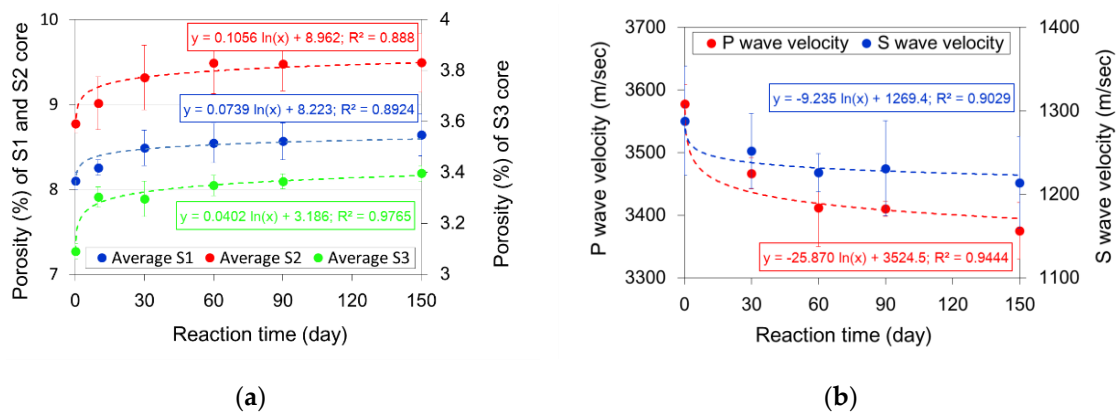 10
9
8
7
Porosity (%) of S1 and S2 core
y = 0.1056 ln(x) + 8.962; R² = 0.888
y = 0.0739 ln(x) + 8.223; R² = 0.8924
y = 0.0402 ln(x) + 3.186; R² = 0.9765
Average S1 Average S2 Average S3
4
3.8
3.6
3.4
3.2
3
Porosity (%) of S3 core
0 30 60 90 120 150
Reaction time (day)
(a)
3700
3600
3500
3400
3300
P wave velocity (m/sec)
P wave velocity S wave velocity
y = -9.235 ln(x) + 1269.4; R² = 0.9029
y = -25.870 ln(x) + 3524.5; R² = 0.9444
1400
1300
1200
1100
S wave velocity (m/sec)
0 30 60 90 120 150
Reaction time (day)
(b)